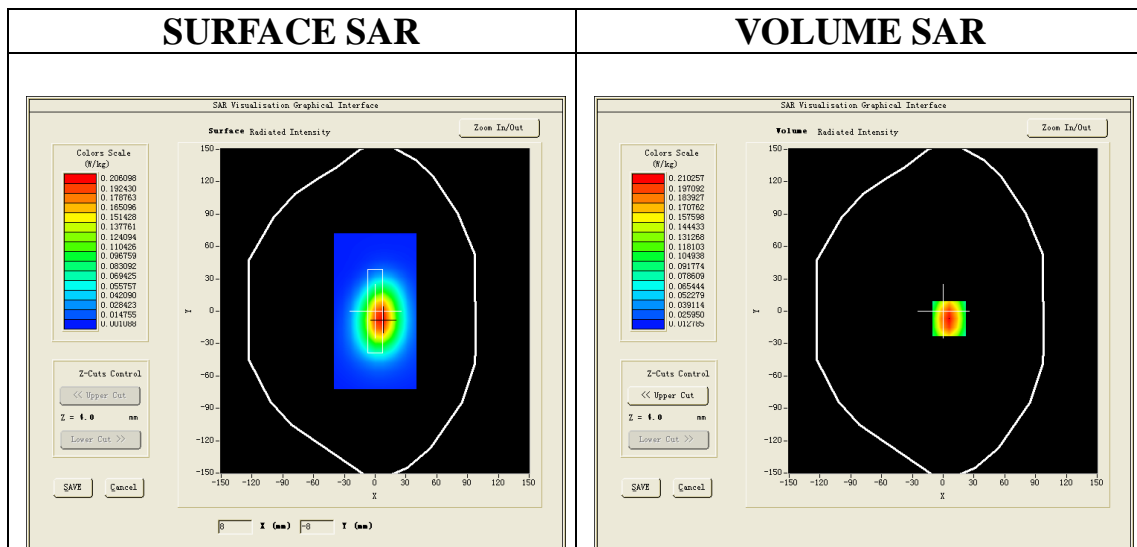 SURFACE SAR
VOLUME SAR
SAR Visualisation Graphical Interface
Surface Radiated Intensity
Zoom In/Out
Colors Scale
(W/kg)
0.206098
0.192430
0.178763
0.165096
0.151428
0.137761
0.124094
0.110426
0.096759
0.083092
0.069425
0.055757
0.042090
0.028423
0.014755
0.001088
150
120
90
60
30
0
-30
-60
-90
-120
-150
Y
-150 -120 -90 -60 -30 0 30 60 90 120 150
X
Z-Cuts Control
<< Upper Cut
Z = 4.0 mm
Lower Cut >>
SAVE Cancel
8 X (mm) -8 Y (mm)
SAR Visualisation Graphical Interface
Volume Radiated Intensity
Zoom In/Out
Colors Scale
(W/kg)
0.210257
0.197092
0.183927
0.170762
0.157598
0.144433
0.131268
0.118103
0.104938
0.091774
0.078609
0.065444
0.052279
0.039114
0.025950
0.012785
150
120
90
60
30
0
-30
-60
-90
-120
-150
Y
-150 -120 -90 -60 -30 0 30 60 90 120 150
X
Z-Cuts Control
<< Upper Cut
Z = 4.0 mm
Lower Cut >>
SAVE Cancel